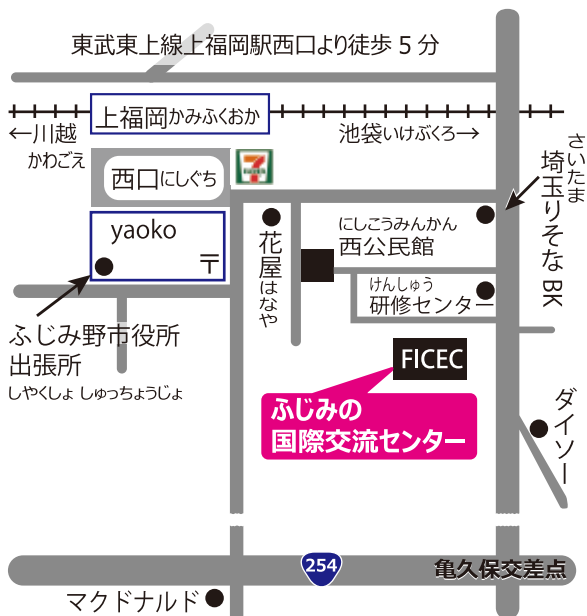 東武東上線上福岡駅西口より徒歩 5 分
上福岡かみふくおか
←川越
かわごえ
池袋いけぶくろ→
西口にしぐち
7
ELEVEn
さいたま
埼玉りそな BK
yaoko
〒
花屋はなや
にしこうみんかん
西公民館
けんしゅう
研修センター
ふじみ野市役所
出張所
しやくしょ しゅっちょうじょ
FICEC
ふじみの
国際交流センター
ダイソー
254
亀久保交差点
マクドナルド